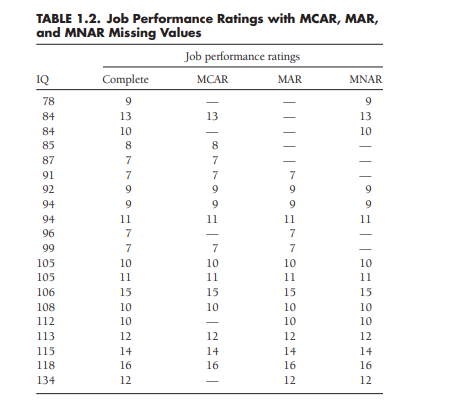 TABLE 1.2. Job Performance Ratings with MCAR, MAR,
and MNAR Missing Values
Job performance ratings
IQ Complete MCAR MAR MNAR
78 9 — — 9
84 13 13 — 13
84 10 — — 10
85 8 8 — —
87 7 7 — —
91 7 7 7 —
92 9 9 9 9
94 9 9 9 9
94 11 11 11 11
96 7 — 7 —
99 7 7 7 —
105 10 10 10 10
105 11 11 11 11
106 15 15 15 15
108 10 10 10 10
112 10 — 10 10
113 12 12 12 12
115 14 14 14 14
118 16 16 16 16
134 12 — 12 12